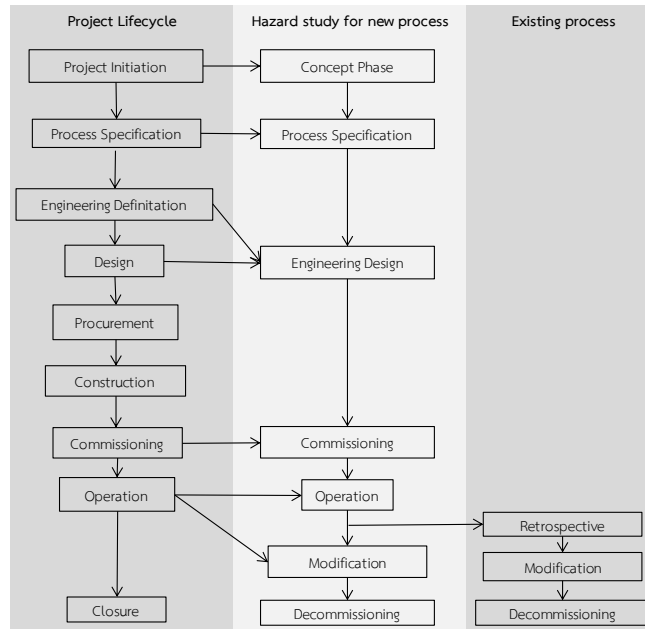 Project Lifecycle
Hazard study for new process
Existing process
Project Initiation
Concept Phase
Process Specification
Process Specification
Engineering Definitation
Design
Engineering Design
Procurement
Construction
Commissioning
Commissioning
Operation
Operation
Retrospective
Modification
Modification
Closure
Decommissioning
Decommissioning